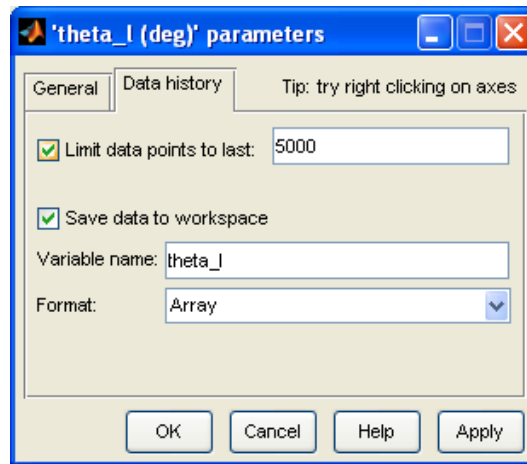 'theta_l (deg)' parameters
General Data history Tip: try right clicking on axes
Limit data points to last: 5000
Save data to workspace
Variable name: theta_l
Format: Array
OK Cancel Help Apply